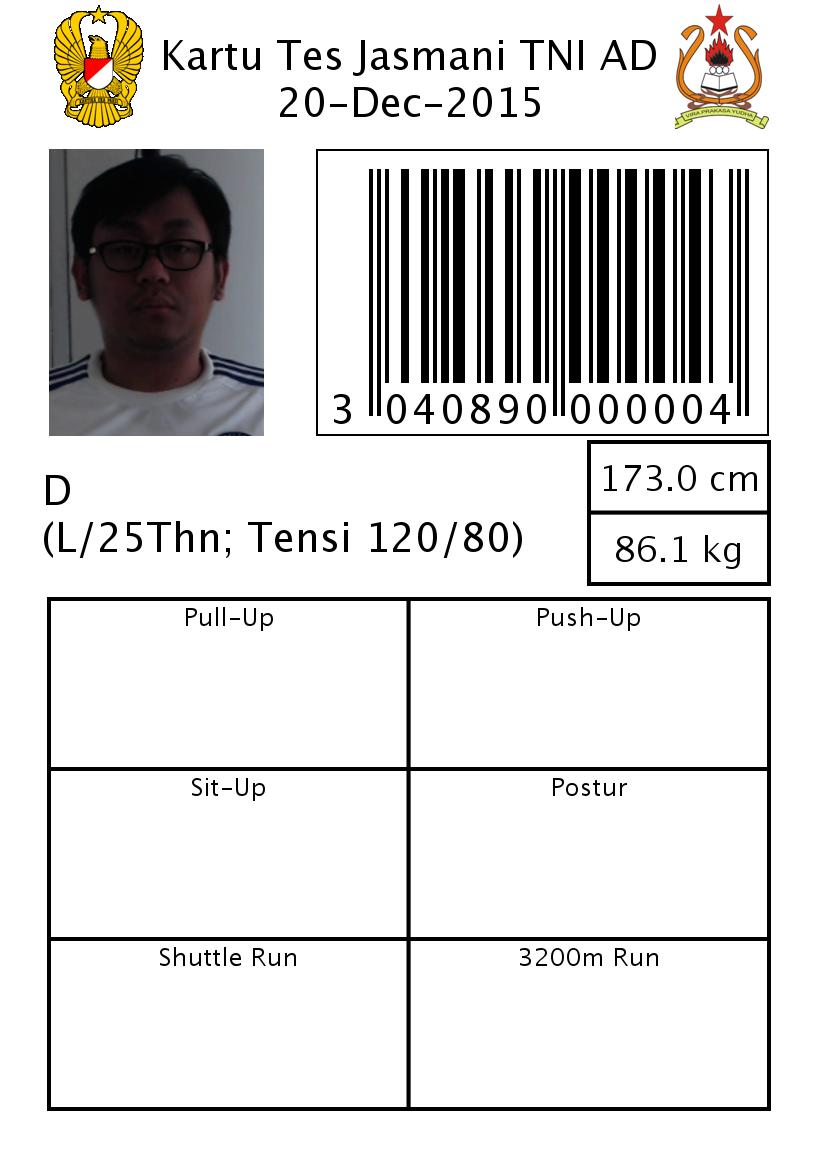 Kartu Tes Jasmani TNI AD
20-Dec-2015
VIRA PRAKASA YUDHA
3 040890 000004
173.0 cm
86.1 kg
D
(L/25Thn; Tensi 120/80)
Pull-Up
Push-Up
Sit-Up
Postur
Shuttle Run
3200m Run